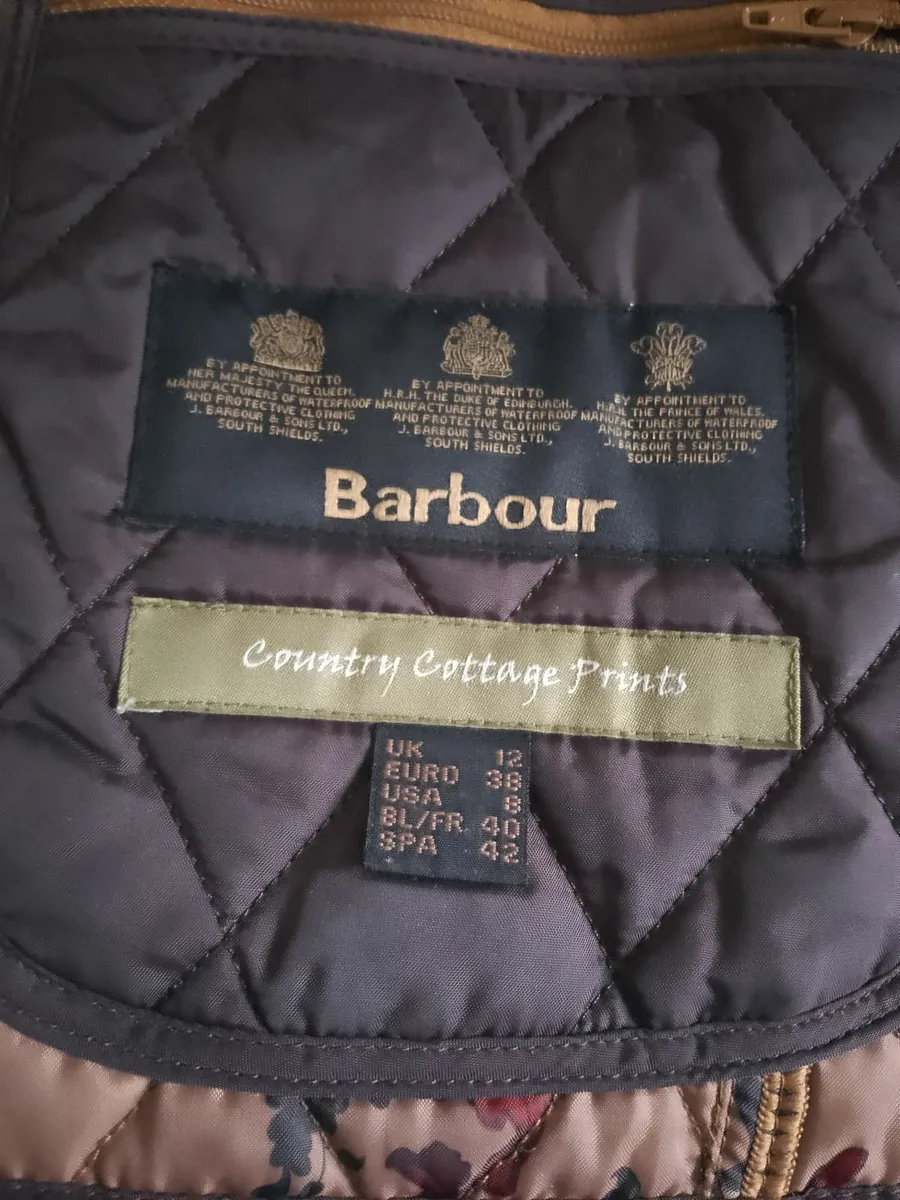 BY APPOINTMENT TO
HER MAJESTY THE QUEEN.
MANUFACTURERS OF WATERPROOF
AND PROTECTIVE CLOTHING
J. BARBOUR & SONS LTD.,
SOUTH SHIELDS.
BY APPOINTMENT TO
H.R.H. THE DUKE OF EDINBURGH.
MANUFACTURERS OF WATERPROOF
AND PROTECTIVE CLOTHING
J. BARBOUR & SONS LTD.,
SOUTH SHIELDS.
BY APPOINTMENT TO
H.R.H. THE PRINCE OF WALES.
MANUFACTURERS OF WATERPROOF
AND PROTECTIVE CLOTHING
J. BARBOUR & SONS LTD.,
SOUTH SHIELDS.
Barbour
Country Cottage Prints
UK 12
EURO 38
USA 8
BL/FR 40
SPA 42